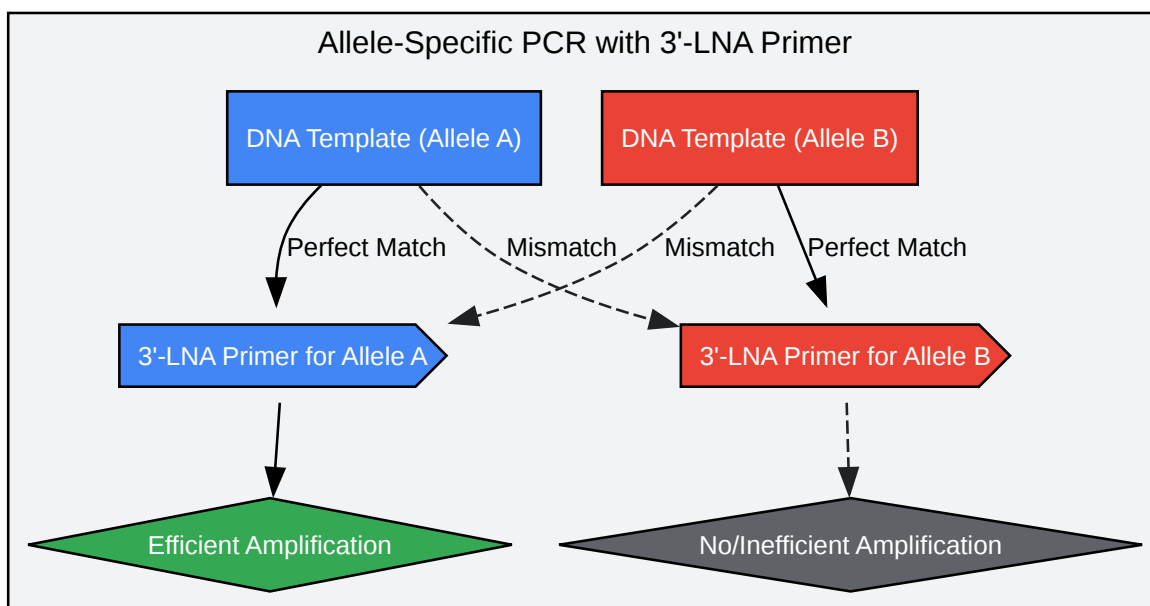 Allele-Specific PCR with 3'-LNA Primer
DNA Template (Allele A)
DNA Template (Allele B)
Perfect Match
Mismatch
Mismatch
Perfect Match
3'-LNA Primer for Allele A
3'-LNA Primer for Allele B
Efficient Amplification
No/Inefficient Amplification